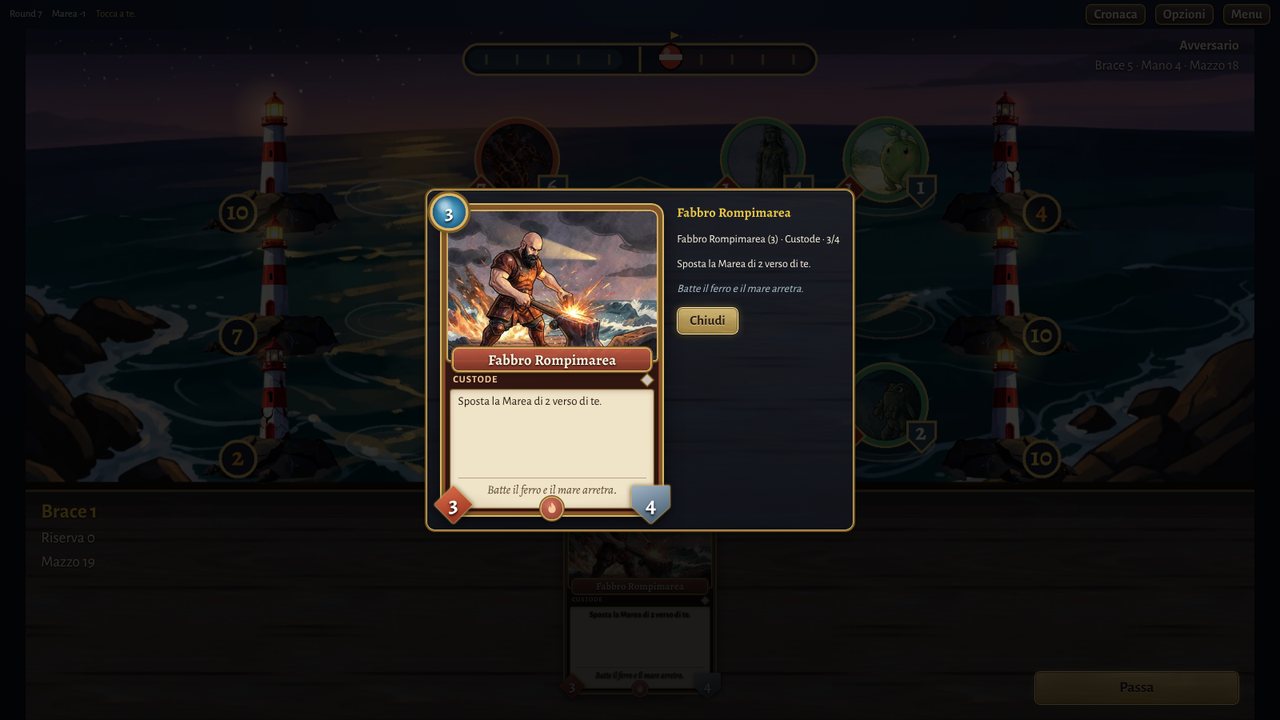 Round 7 Marea -1 Tocca a te.
Cronaca
Opzioni
Menu
Avversario
Brace 5 · Mano 4 · Mazzo 18
10
7
2
4
10
10
6
4
1
2
3
Fabbro Rompimarea
CUSTODE
Sposta la Marea di 2 verso di te.
Batte il ferro e il mare arretra.
3
4
Fabbro Rompimarea
Fabbro Rompimarea (3) · Custode · 3/4
Sposta la Marea di 2 verso di te.
Batte il ferro e il mare arretra.
Chiudi
Brace 1
Riserva 0
Mazzo 19
Fabbro Rompimarea
CUSTODE
Sposta la Marea di 2 verso di te.
Batte il ferro e il mare arretra.
3
4
Passa